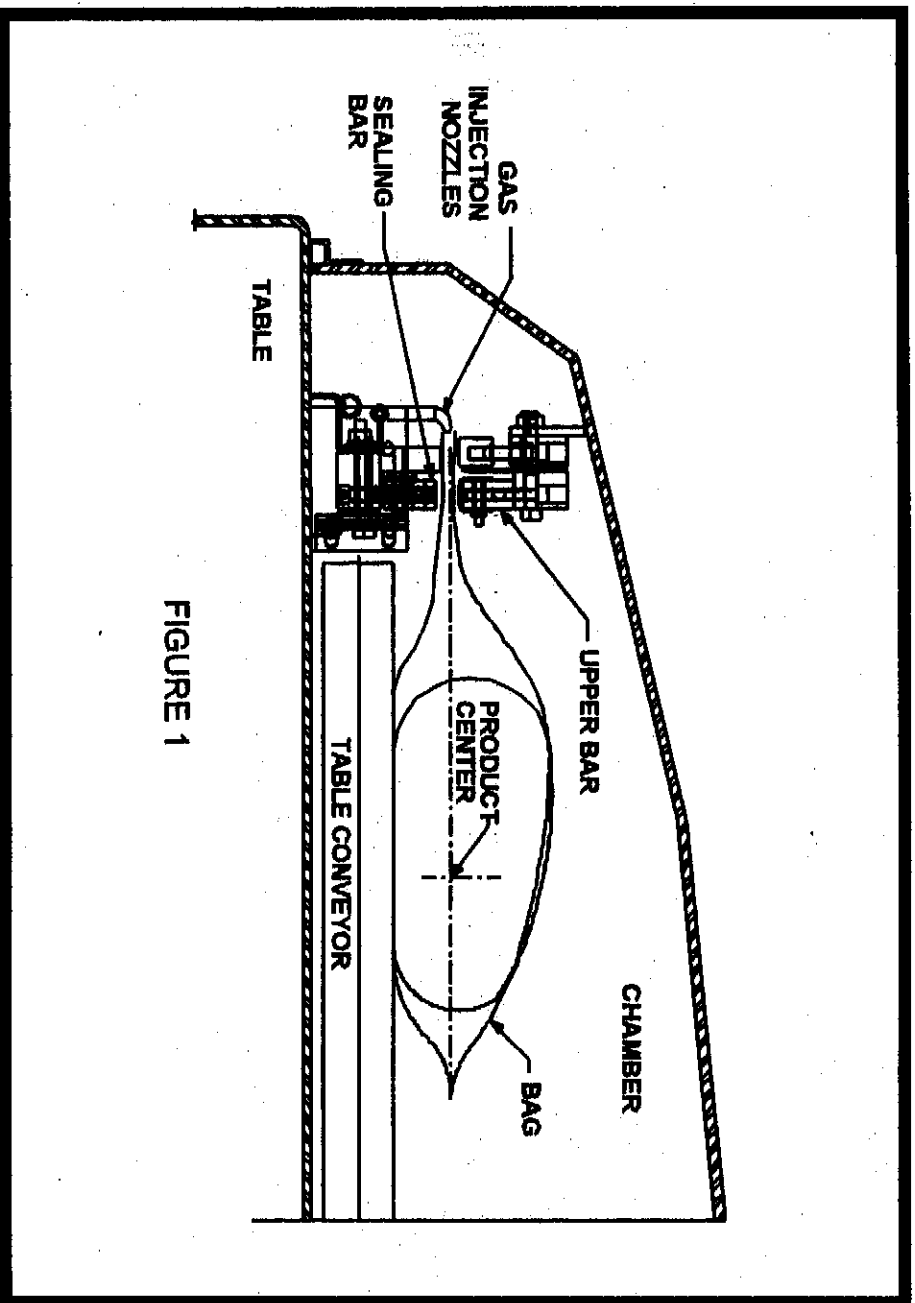 GAS
INJECTION
NOZZLES
SEALING
BAR
TABLE
UPPER BAR
PRODUCT
CENTER
TABLE CONVEYOR
CHAMBER
BAG
FIGURE 1